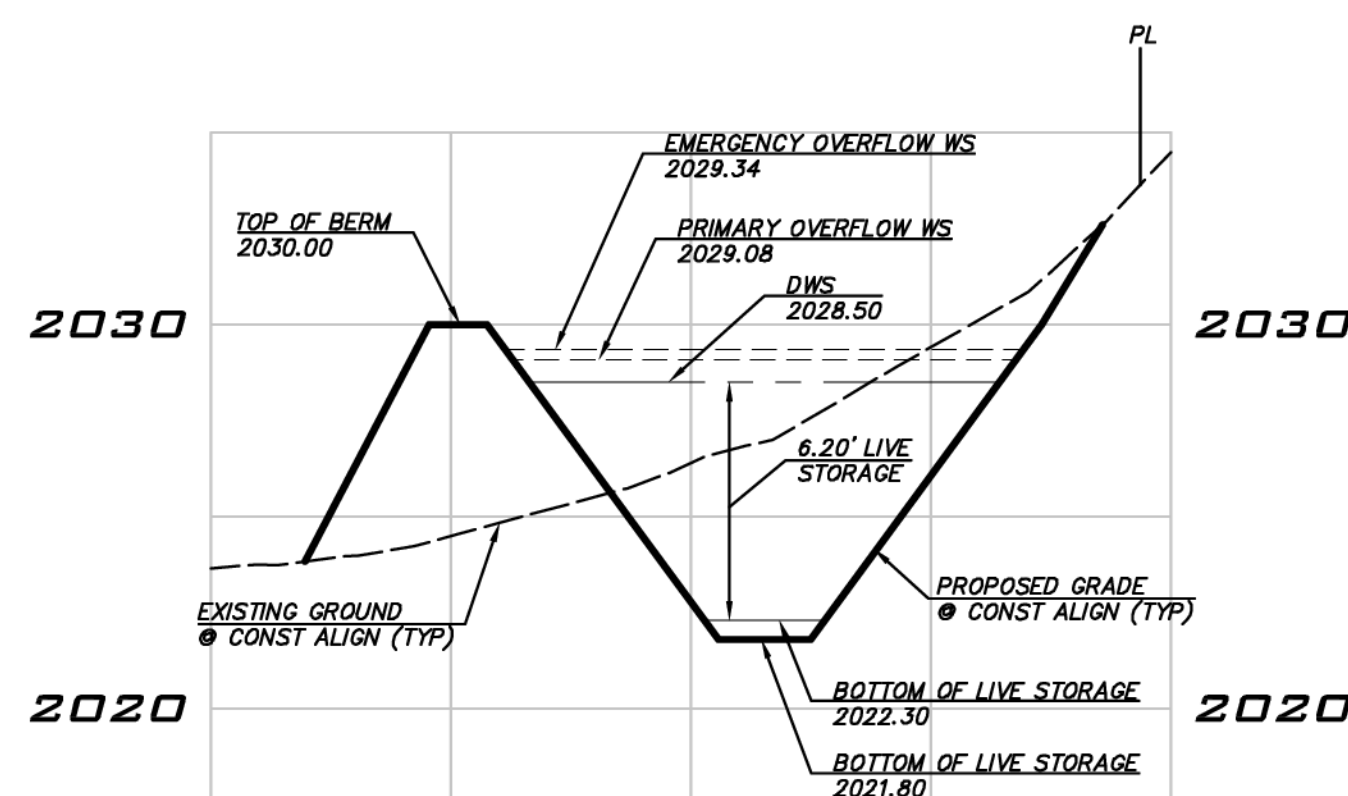 PL
EMERGENCY OVERFLOW WS
2029.34
TOP OF BERM
2030.00
PRIMARY OVERFLOW WS
2029.08
DWS
2028.50
2030
2030
6.20' LIVE
STORAGE
EXISTING GROUND
@ CONST ALIGN (TYP)
PROPOSED GRADE
@ CONST ALIGN (TYP)
BOTTOM OF LIVE STORAGE
2022.30
2020
2020
BOTTOM OF LIVE STORAGE
2021.80